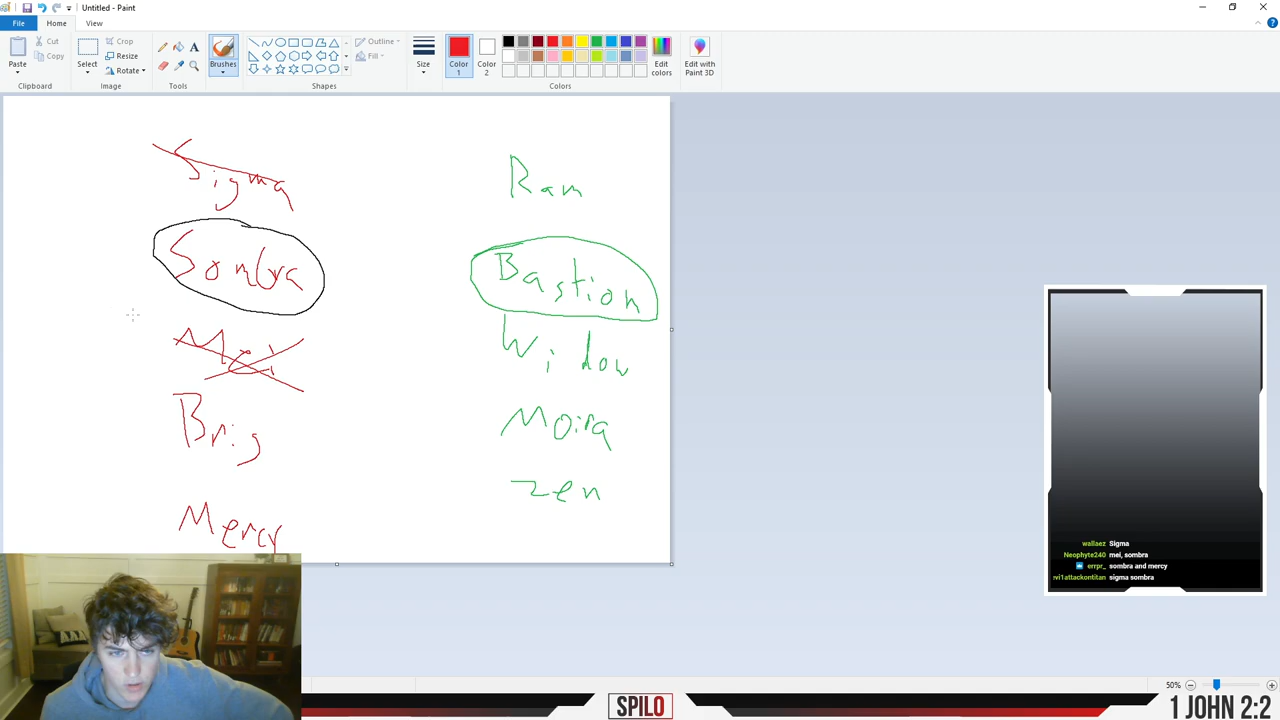 Untitled - Paint
File
Home
View
Paste
Cut
Copy
Clipboard
Select
Crop
Resize
Rotate
Image
A
Tools
Brushes
Outline
Fill
Shapes
Size
Color 1
Color 2
Edit colors
Colors
Edit with Paint 3D
Sigma
Sombra
Mei
Brig
Mercy
Ram
Bastion
Widow
Moira
Zen
wallaez Sigma
Neophyte240 mei, sombra
errpr_ sombra and mercy
rvi1attackontitan sigma sombra
50%
SPILO
1 JOHN 2:2